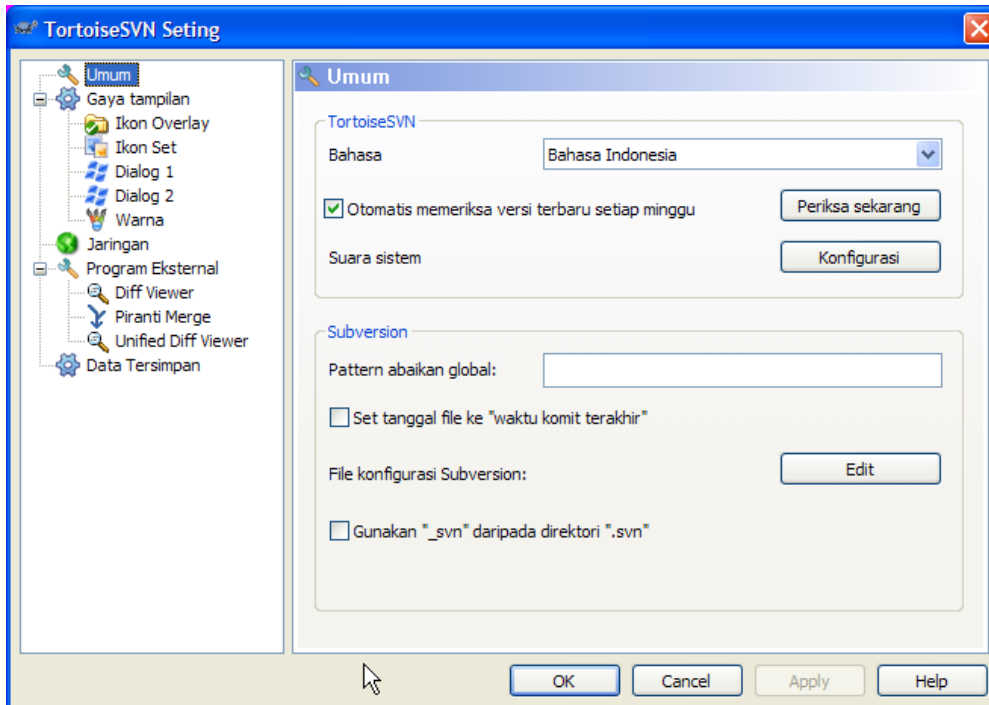 TortoiseSVN Seting
Umum
Gaya tampilan
Ikon Overlay
Ikon Set
Dialog 1
Dialog 2
Warna
Jaringan
Program Eksternal
Diff Viewer
Piranti Merge
Unified Diff Viewer
Data Tersimpan
Umum
TortoiseSVN
Bahasa
Bahasa Indonesia
Otomatis memeriksa versi terbaru setiap minggu
Periksa sekarang
Suara sistem
Konfigurasi
Subversion
Pattern abaikan global:
Set tanggal file ke "waktu komit terakhir"
File konfigurasi Subversion:
Edit
Gunakan "_svn" daripada direktori ".svn"
OK
Cancel
Apply
Help